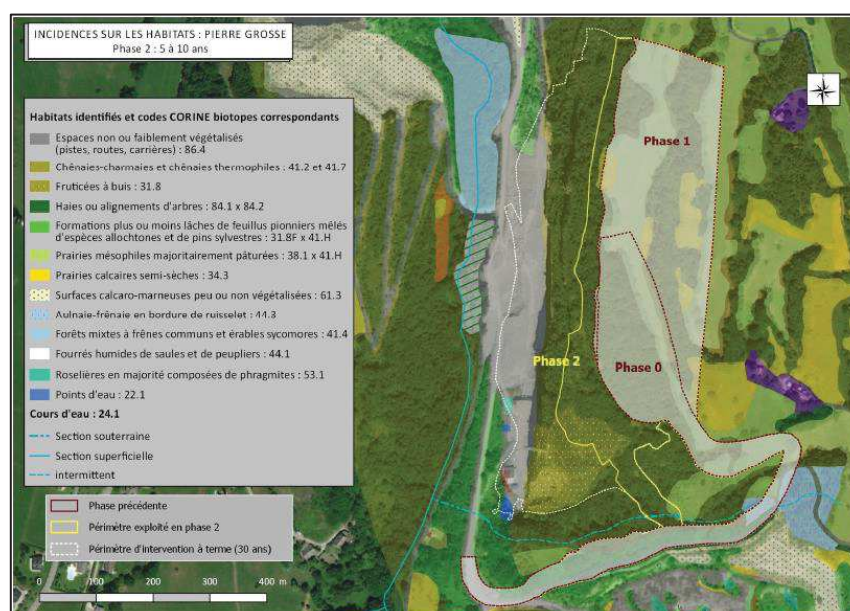 INCIDENCES SUR LES HABITATS : PIERRE GROSSE
Phase 2 : 5 à 10 ans
Habitats identifiés et codes CORINE biotopes correspondants
Espaces non ou faiblement végétalisés
(pistes, routes, carrières) : 86.4
Chênaies-charmaies et chênaies thermophiles : 41.2 et 41.7
Fruticées à buis : 31.8
Haies ou alignements d'arbres : 84.1 x 84.2
Formations plus ou moins lâches de feuillus pionniers mêlés
d'espèces allochtones et de pins sylvestres : 31.8F x 41.H
Prairies mésophiles majoritairement pâturées : 38.1 x 41.H
Prairies calcaires semi-sèches : 34.3
Surfaces calcaro-marneuses peu ou non végétalisées : 61.3
Aulnaie-frênaie en bordure de ruisselet : 44.3
Forêts mixtes à frênes communs et érables sycomores : 41.4
Fourrés humides de saules et de peupliers : 44.1
Roselières en majorité composées de phragmites : 53.1
Points d'eau : 22.1
Cours d'eau : 24.1
Section souterraine
Section superficielle
intermittent
Phase précédente
Périmètre exploité en phase 2
Périmètre d'intervention à terme (30 ans)
0 100 200 300 400 m
Phase 1
Phase 2
Phase 0